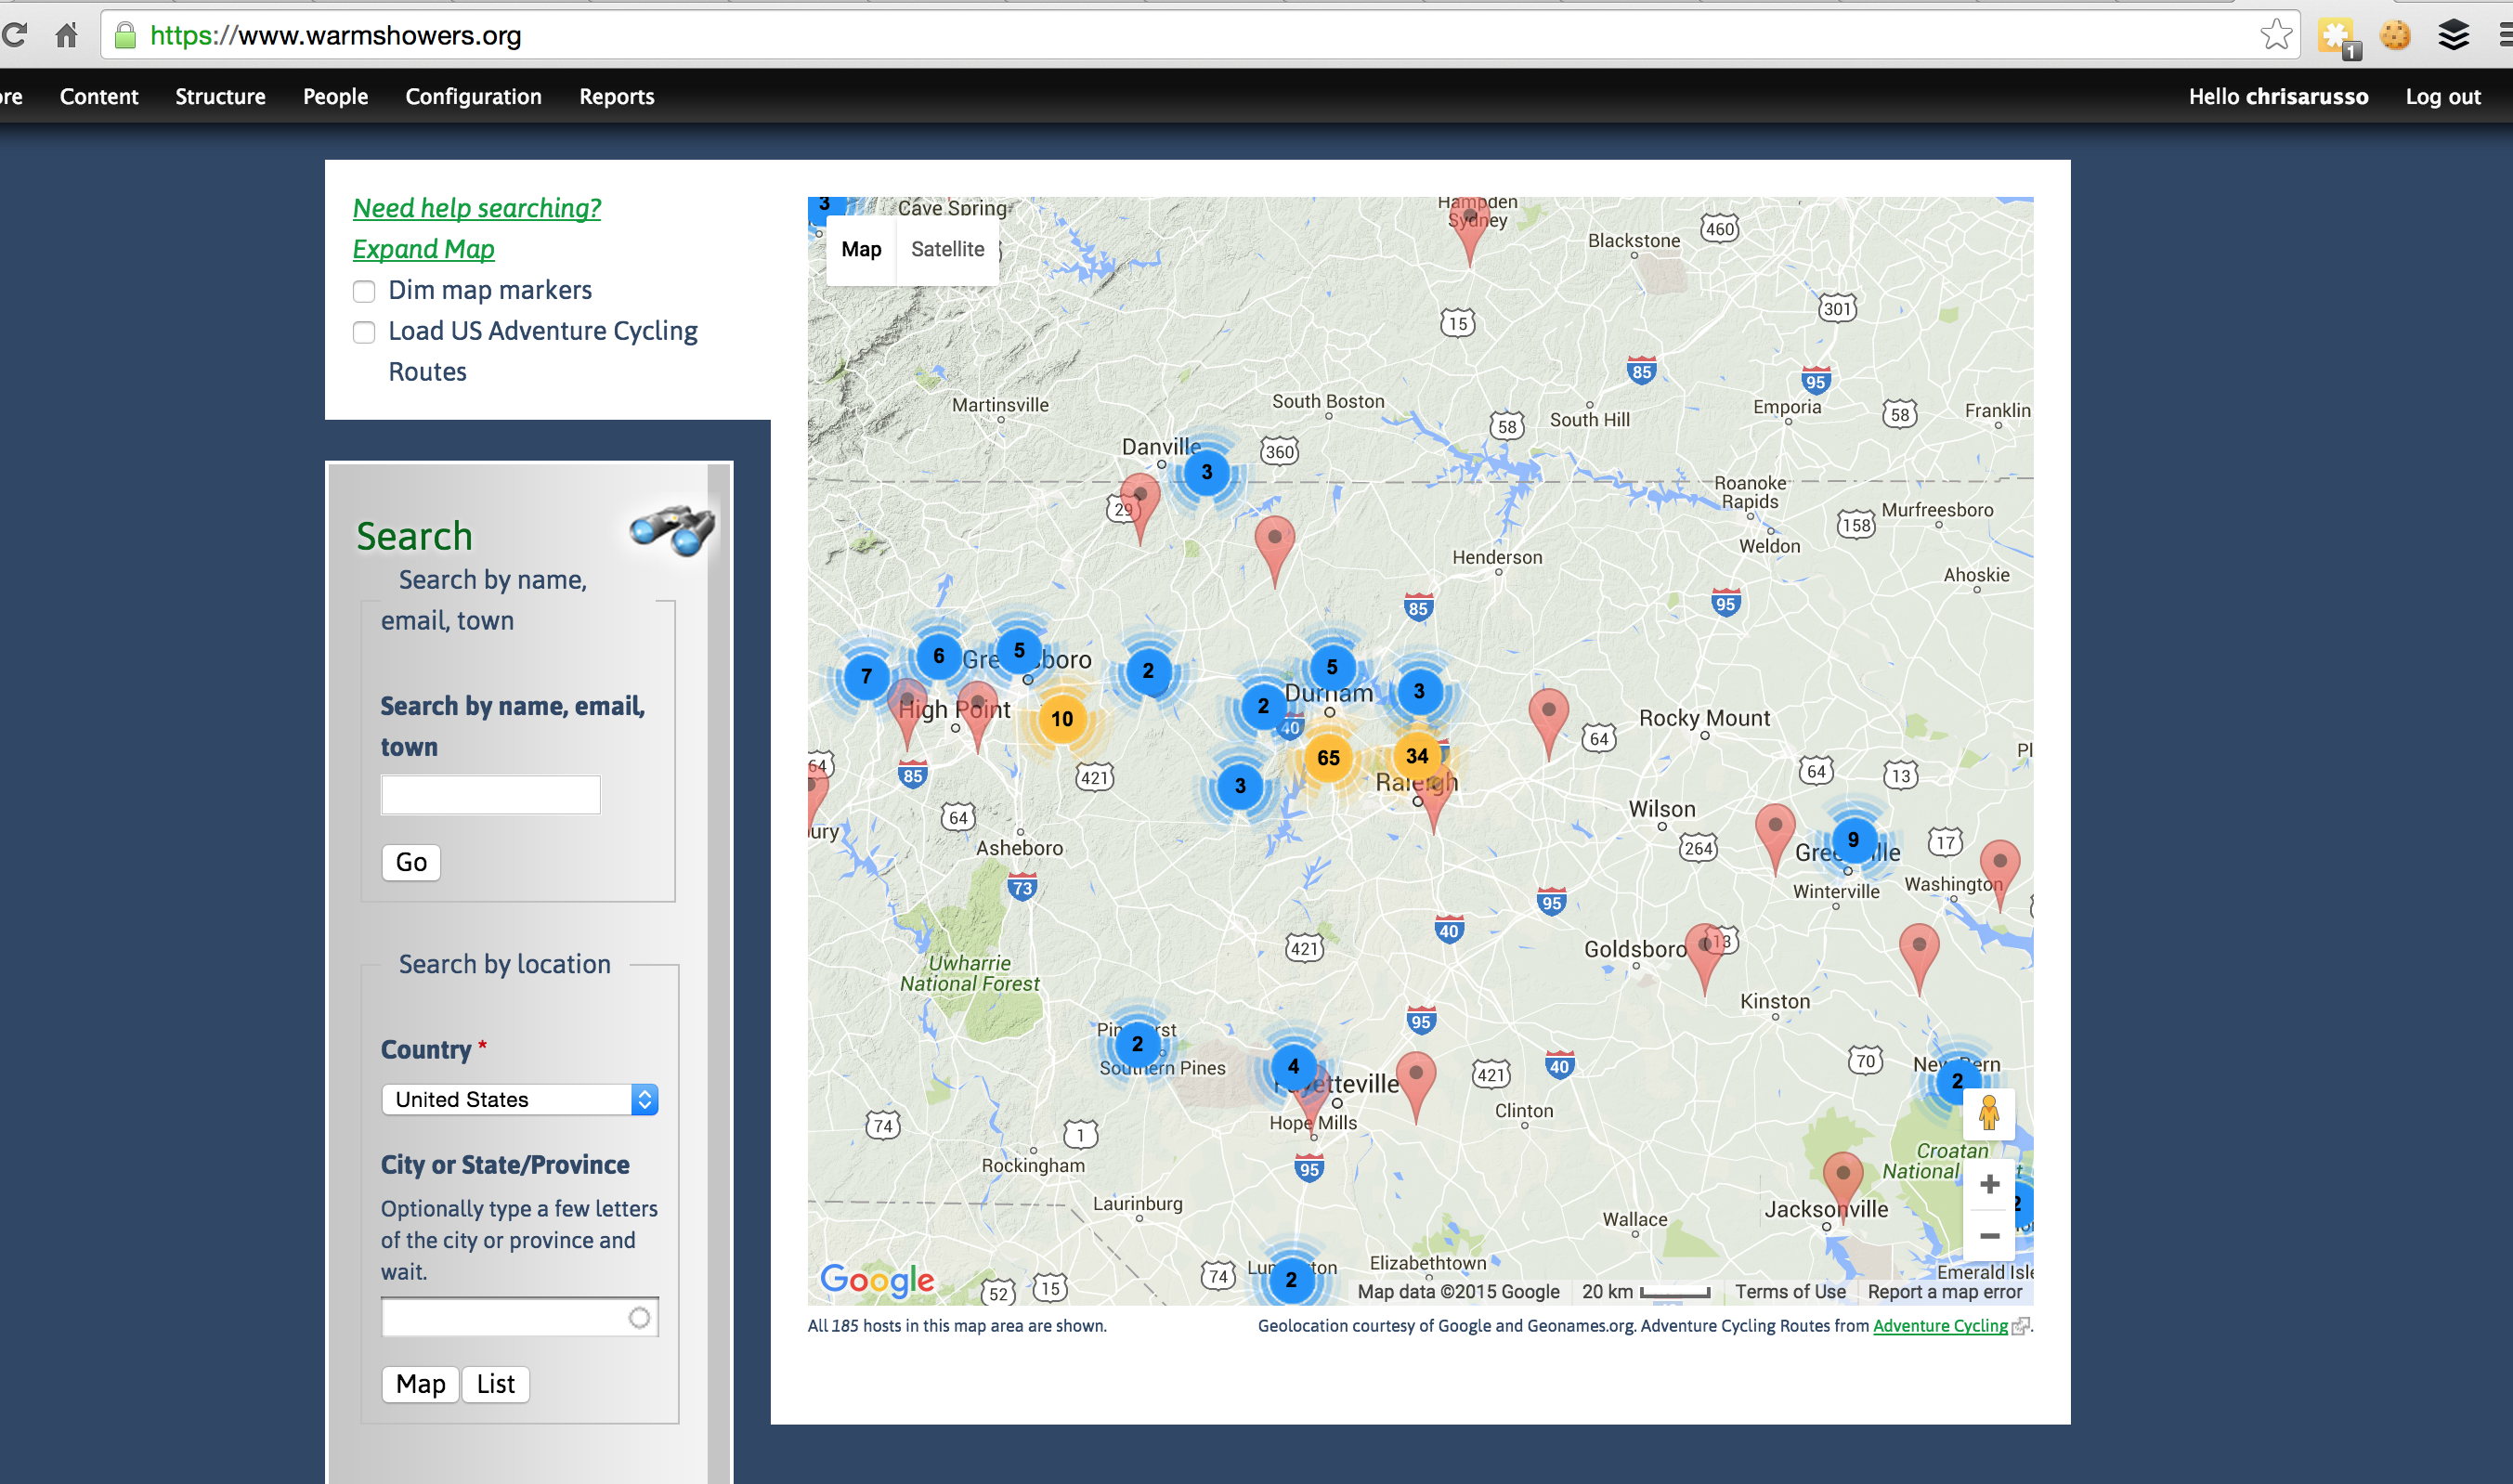 https://www.warmshowers.org
1
Content Structure People Configuration Reports
Hello chrisarusso Log out
Need help searching?
Expand Map
Dim map markers
Load US Adventure Cycling
Routes
Search
Search by name,
email, town
Search by name, email,
town
Go
Search by location
Country *
United States
City or State/Province
Optionally type a few letters
of the city or province and
wait.
Map List
3
Cave Spring
Hampden
Sydney
Map Satellite
Blackstone
460
301
15
85
95
Martinsville
South Boston
South Hill
Emporia
58
Franklin
58
Danville
360
3
29
Roanoke
Rapids
158
Murfreesboro
Weldon
Henderson
Ahoskie
85
95
7
6
5
2
5
3
2
Durham
40
High Point
10
65
34
3
Raleigh
Rocky Mount
64
64
85
421
64
13
64
Asheboro
Wilson
264
9
17
Winterville
Washington
73
95
40
421
Goldsboro
13
Uwharrie
National Forest
Kinston
95
2
Southern Pines
4
Fayetteville
421
40
70
New Bern
2
Hope Mills
Clinton
74
1
Rockingham
95
Croatan
National
Laurinburg
Wallace
Jacksonville
2
74
2
Elizabethtown
Emerald Isle
52
15
Google
Map data ©2015 Google 20 km Terms of Use Report a map error
All 185 hosts in this map area are shown.
Geolocation courtesy of Google and Geonames.org. Adventure Cycling Routes from Adventure Cycling.